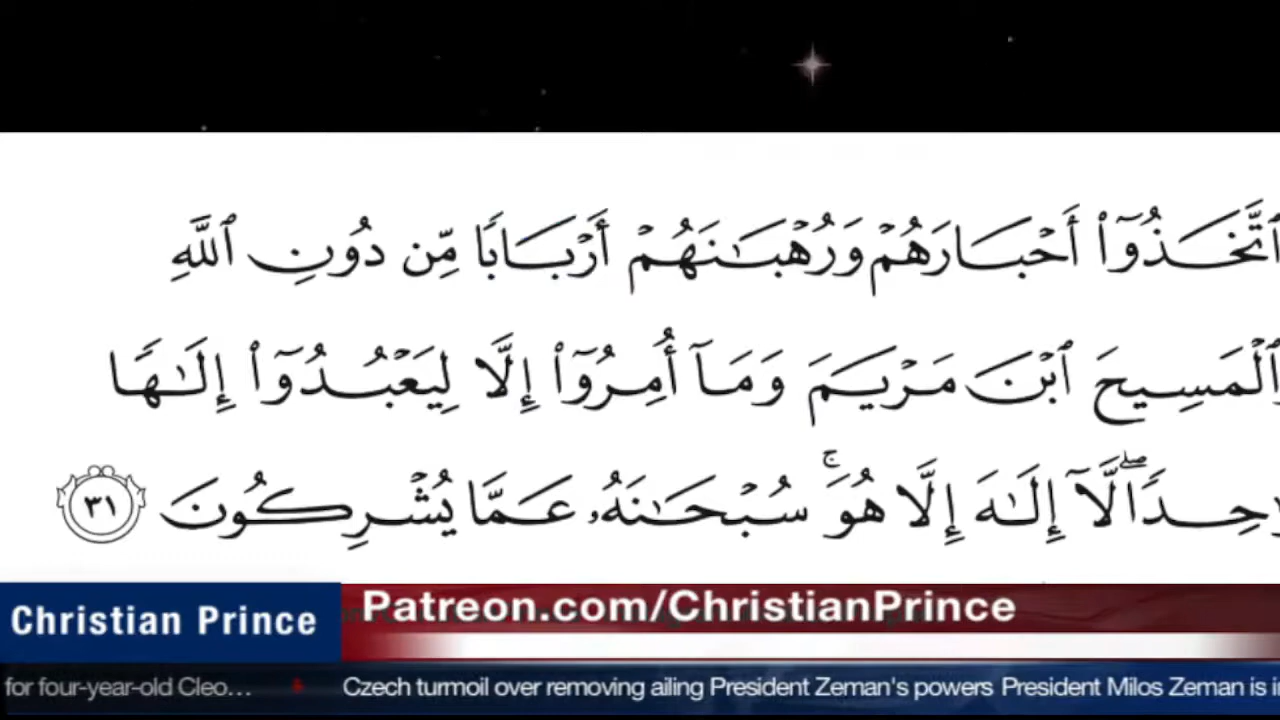 ٱتَّخَذُوٓا۟ أَحْبَارَهُمْ وَرُهْبَـٰنَهُمْ أَرْبَابًا مِّن دُونِ ٱللَّهِ
وَٱلْمَسِيحَ ٱبْنَ مَرْيَمَ وَمَآ أُمِرُوٓا۟ إِلَّا لِيَعْبُدُوٓا۟ إِلَـٰهًا
وَٰحِدًا ۖ لَّآ إِلَـٰهَ إِلَّا هُوَ ۚ سُبْحَـٰنَهُۥ عَمَّا يُشْرِكُونَ ٣١
Christian Prince
Patreon.com/ChristianPrince
for four-year-old Cleo… Czech turmoil over removing ailing President Zeman's powers President Milos Zeman is